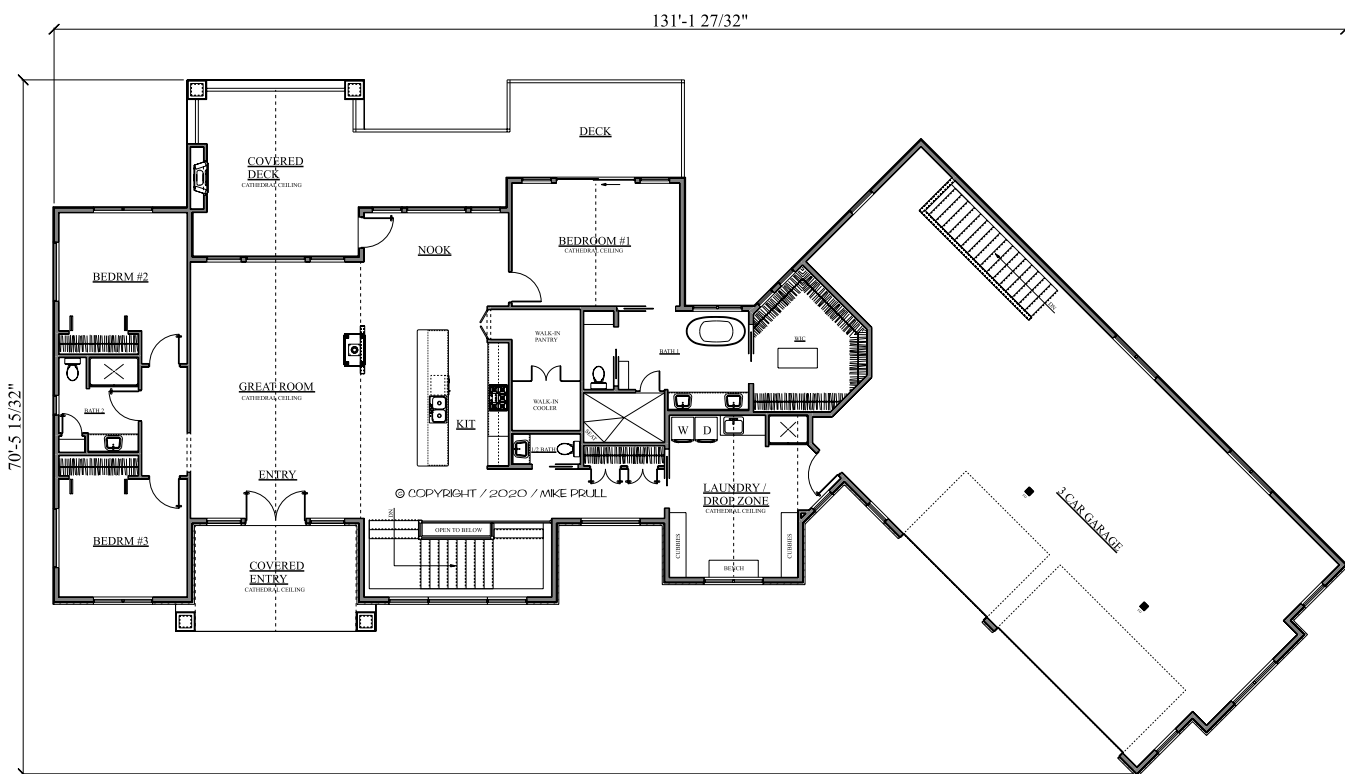 131'-1 27/32"
70'-5 15/32"
DECK
COVERED
DECK
CATHEDRAL CEILING
BEDROOM #1
CATHEDRAL CEILING
NOOK
BEDRM #2
WALK-IN
PANTRY
BATH 1
WIC
DN.
GREAT ROOM
CATHEDRAL CEILING
WALK-IN
COOLER
BATH 2
KIT
SEAT
W D
1/2 BATH
ENTRY
© COPYRIGHT / 2020 / MIKE PRULL
LAUNDRY /
DROP ZONE
CATHEDRAL CEILING
3 CAR GARAGE
DN.
OPEN TO BELOW
BEDRM #3
COVERED
ENTRY
CATHEDRAL CEILING
CUBBIES
BENCH
CUBBIES